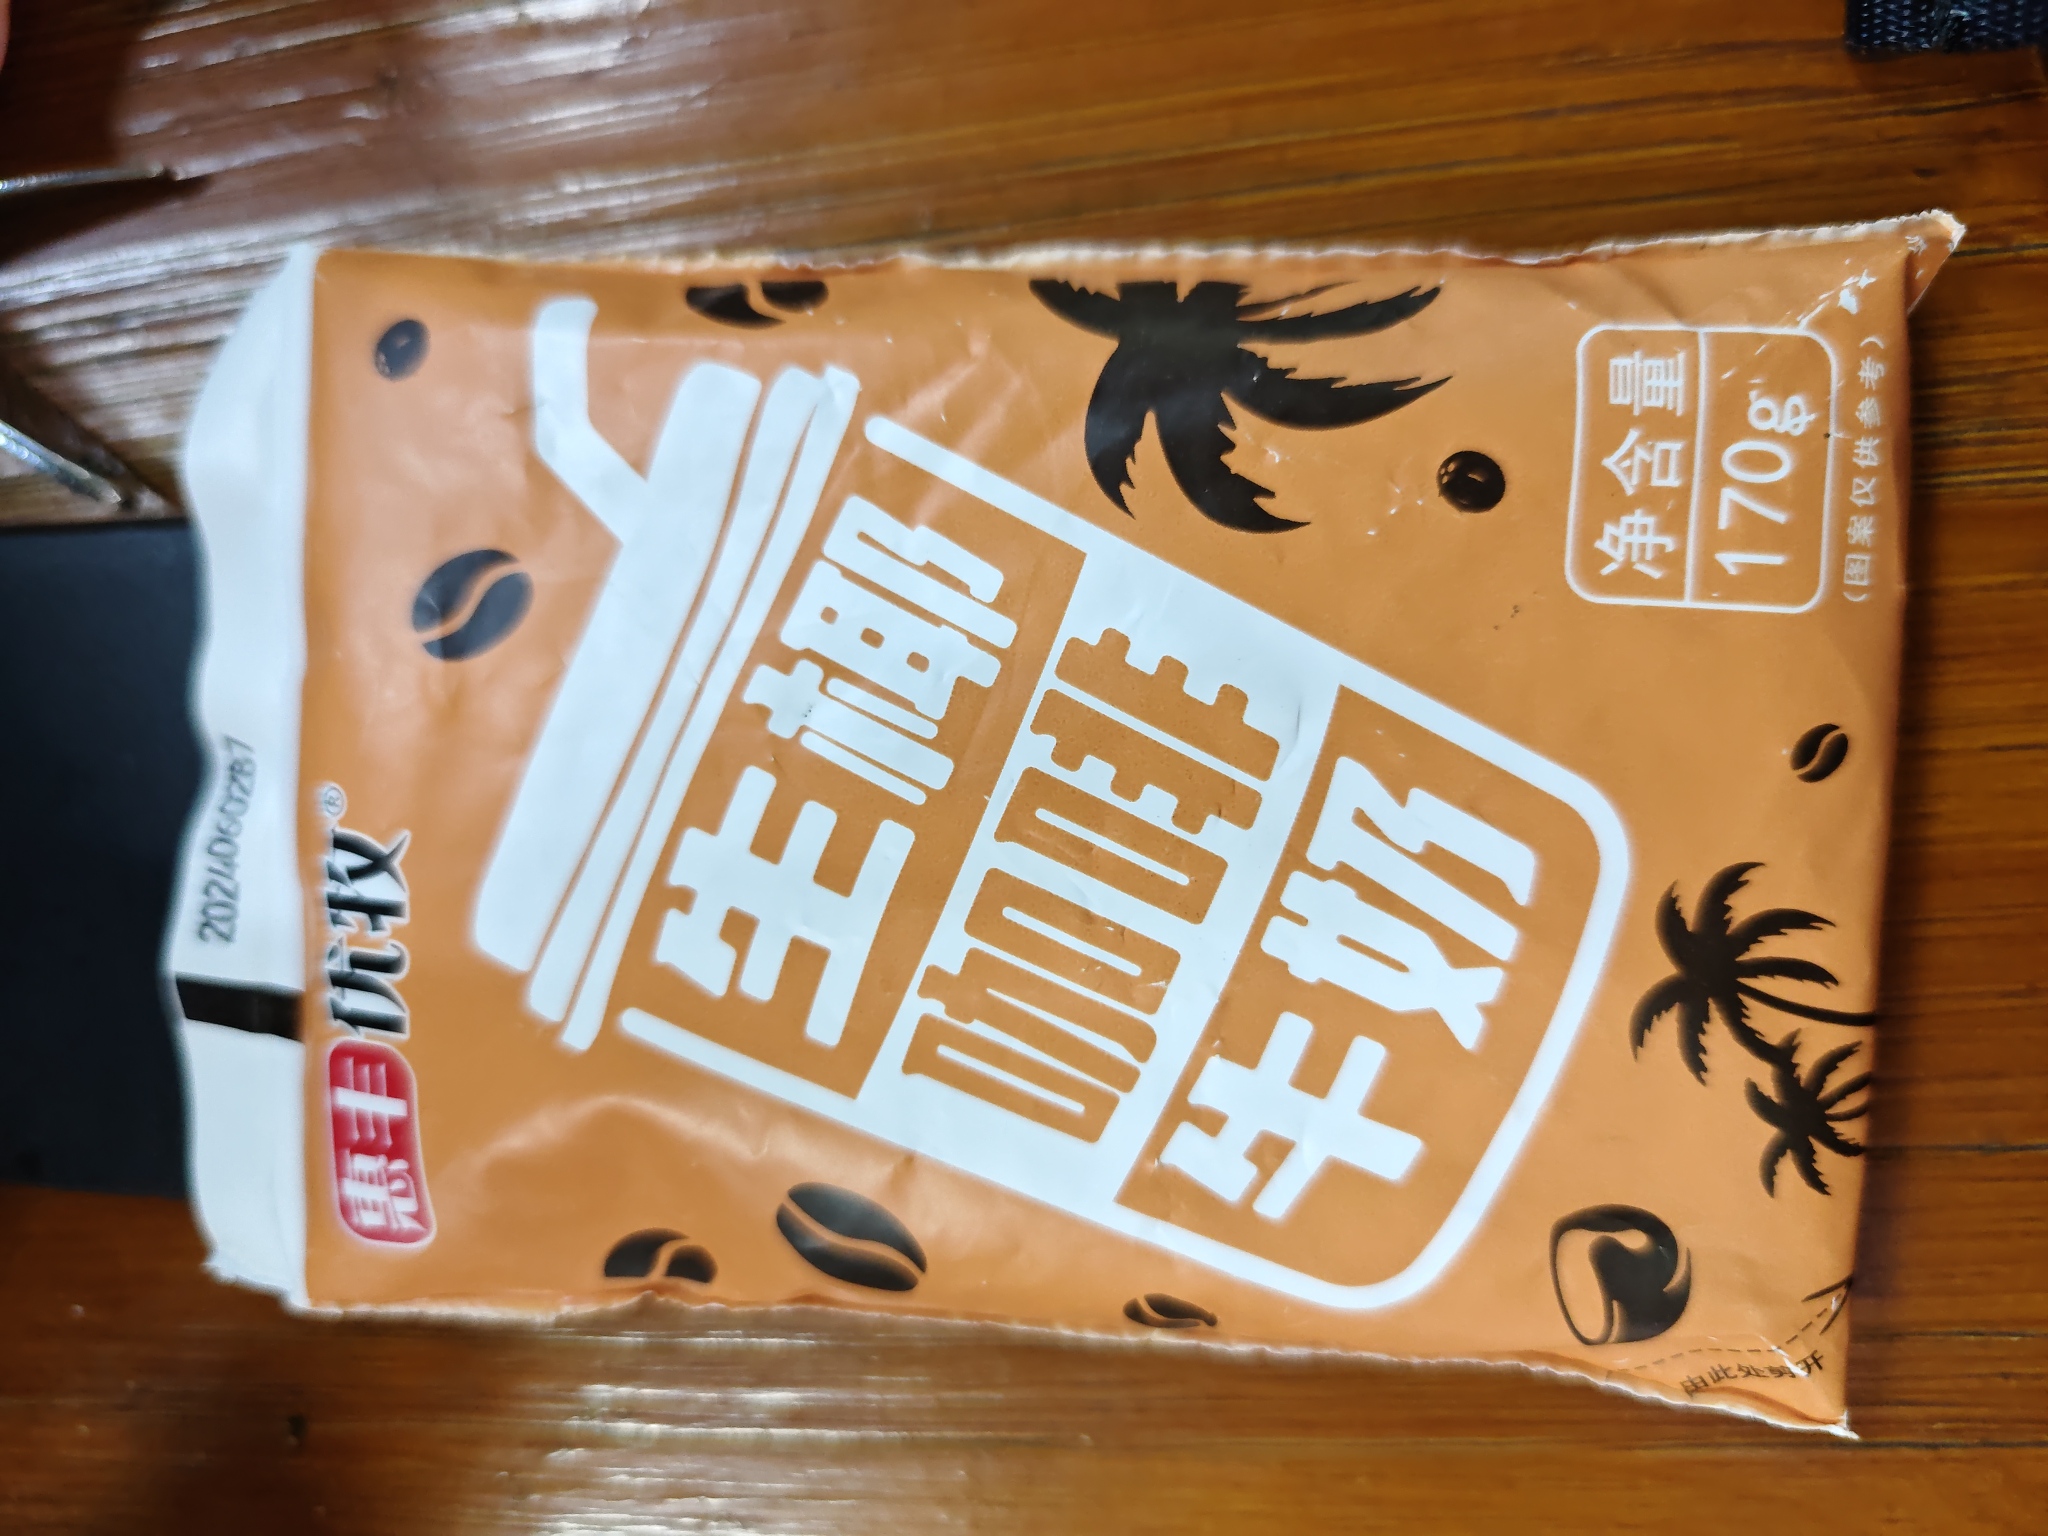 20240602B7
惠丰优牧®
生椰
咖啡
牛奶
净含量
170g
(图案仅供参考)
由此处剪开